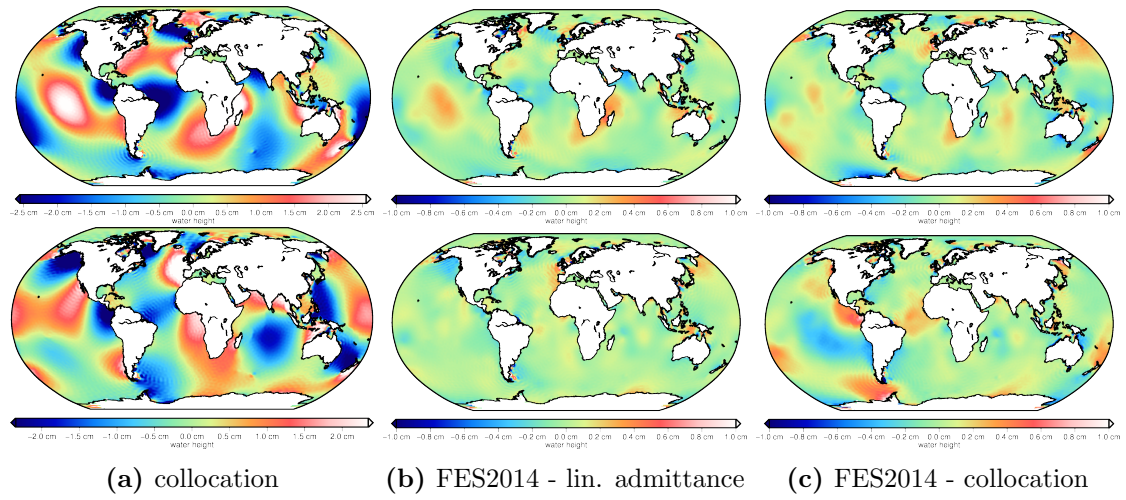 −2.5 cm −2.0 cm −1.5 cm −1.0 cm −0.5 cm 0.0 cm 0.5 cm 1.0 cm 1.5 cm 2.0 cm 2.5 cm
water height
−1.0 cm −0.8 cm −0.6 cm −0.4 cm −0.2 cm 0.0 cm 0.2 cm 0.4 cm 0.6 cm 0.8 cm 1.0 cm
water height
−1.0 cm −0.8 cm −0.6 cm −0.4 cm −0.2 cm 0.0 cm 0.2 cm 0.4 cm 0.6 cm 0.8 cm 1.0 cm
water height
−2.0 cm −1.5 cm −1.0 cm −0.5 cm 0.0 cm 0.5 cm 1.0 cm 1.5 cm 2.0 cm
water height
−1.0 cm −0.8 cm −0.6 cm −0.4 cm −0.2 cm 0.0 cm 0.2 cm 0.4 cm 0.6 cm 0.8 cm 1.0 cm
water height
−1.0 cm −0.8 cm −0.6 cm −0.4 cm −0.2 cm 0.0 cm 0.2 cm 0.4 cm 0.6 cm 0.8 cm 1.0 cm
water height
(a) collocation
(b) FES2014 - lin. admittance
(c) FES2014 - collocation